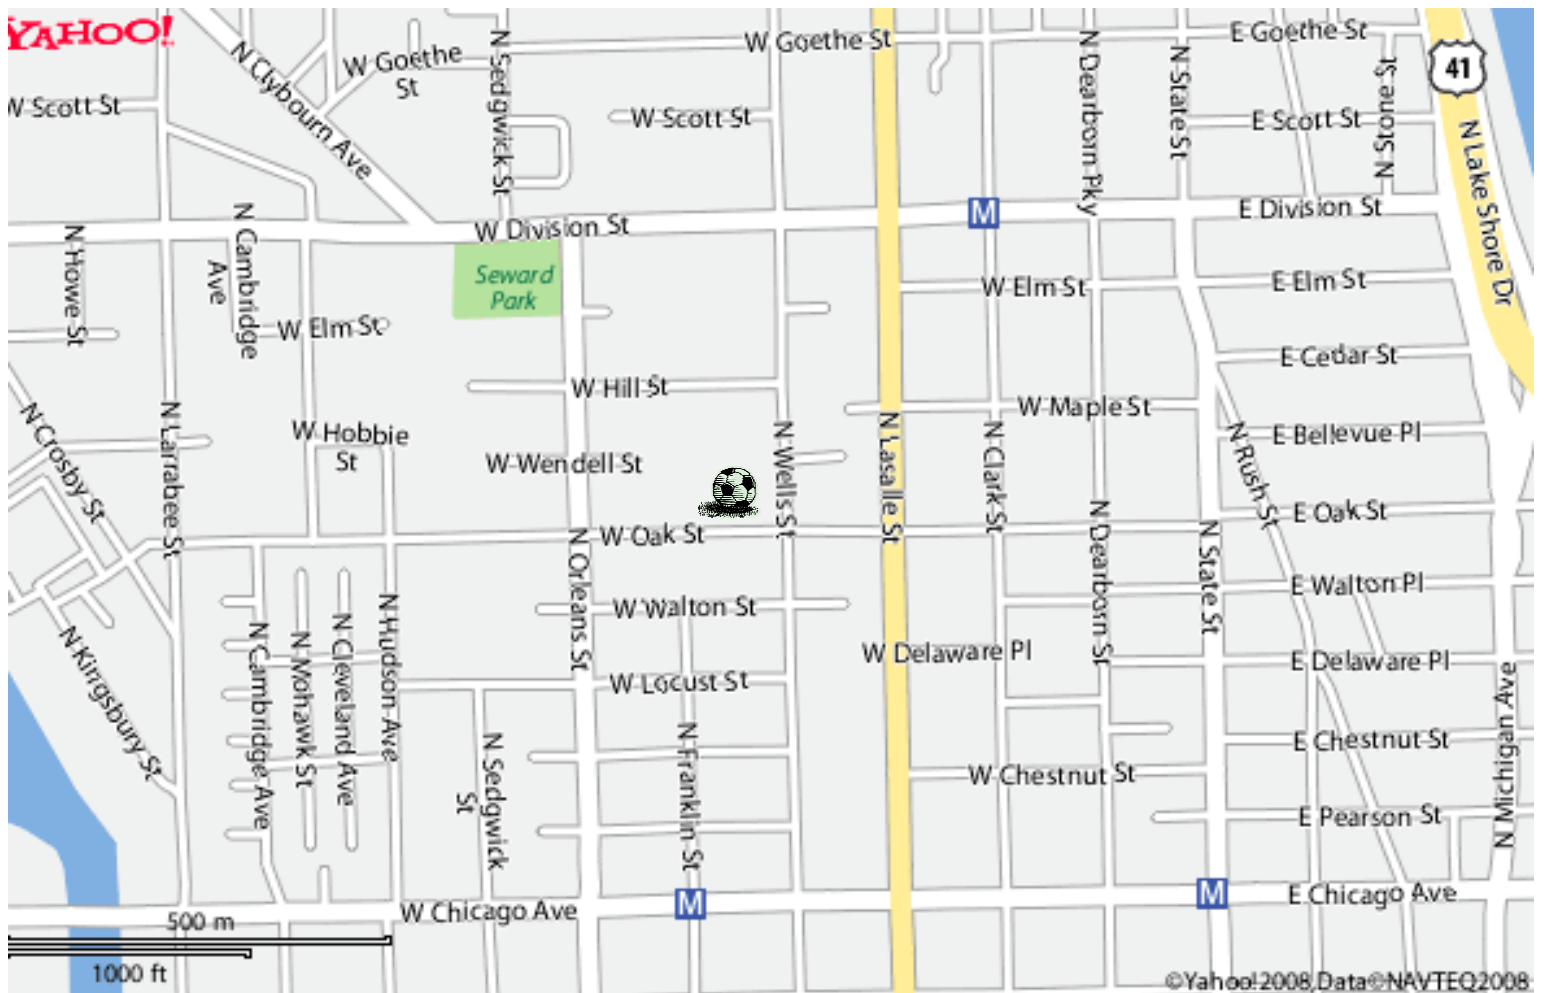 YAHOO!
N Clybourn Ave
W Goethe
St
N Sedgwick St
W Goethe St
N Dearborn Pky
N State St
E Goethe St
N Stone St
41
W Scott St
W Scott St
E Scott St
N Lake Shore Dr
M
E Division St
W Division St
N Howe St
N Cambridge
Ave
Seward
Park
W Elm St
E Elm St
W Elm St
E Cedar St
W Hill St
W Maple St
N Crosby St
N Larrabee St
W Hobbie
St
W Wendell St
N Wells St
N Lasalle St
N Clark St
N Rush St
E Bellevue Pl
E Oak St
W Oak St
N Orleans St
N Dearborn St
N State St
E Walton Pl
W Walton St
N Kingsbury St
N Cambridge Ave
N Mohawk St
N Cleveland Ave
N Hudson Ave
W Delaware Pl
E Delaware Pl
W Locust St
N Michigan Ave
N Sedgwick
St
N Franklin St
E Chestnut St
W Chestnut St
E Pearson St
M
M
E Chicago Ave
W Chicago Ave
500 m
1000 ft
©Yahoo! 2008, Data©NAVTEQ2008